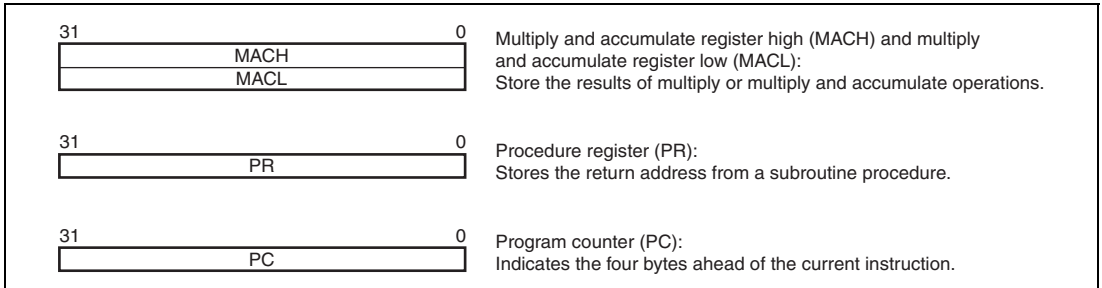 31 0
MACH
MACL
Multiply and accumulate register high (MACH) and multiply
and accumulate register low (MACL):
Store the results of multiply or multiply and accumulate operations.
31 0
PR
Procedure register (PR):
Stores the return address from a subroutine procedure.
31 0
PC
Program counter (PC):
Indicates the four bytes ahead of the current instruction.